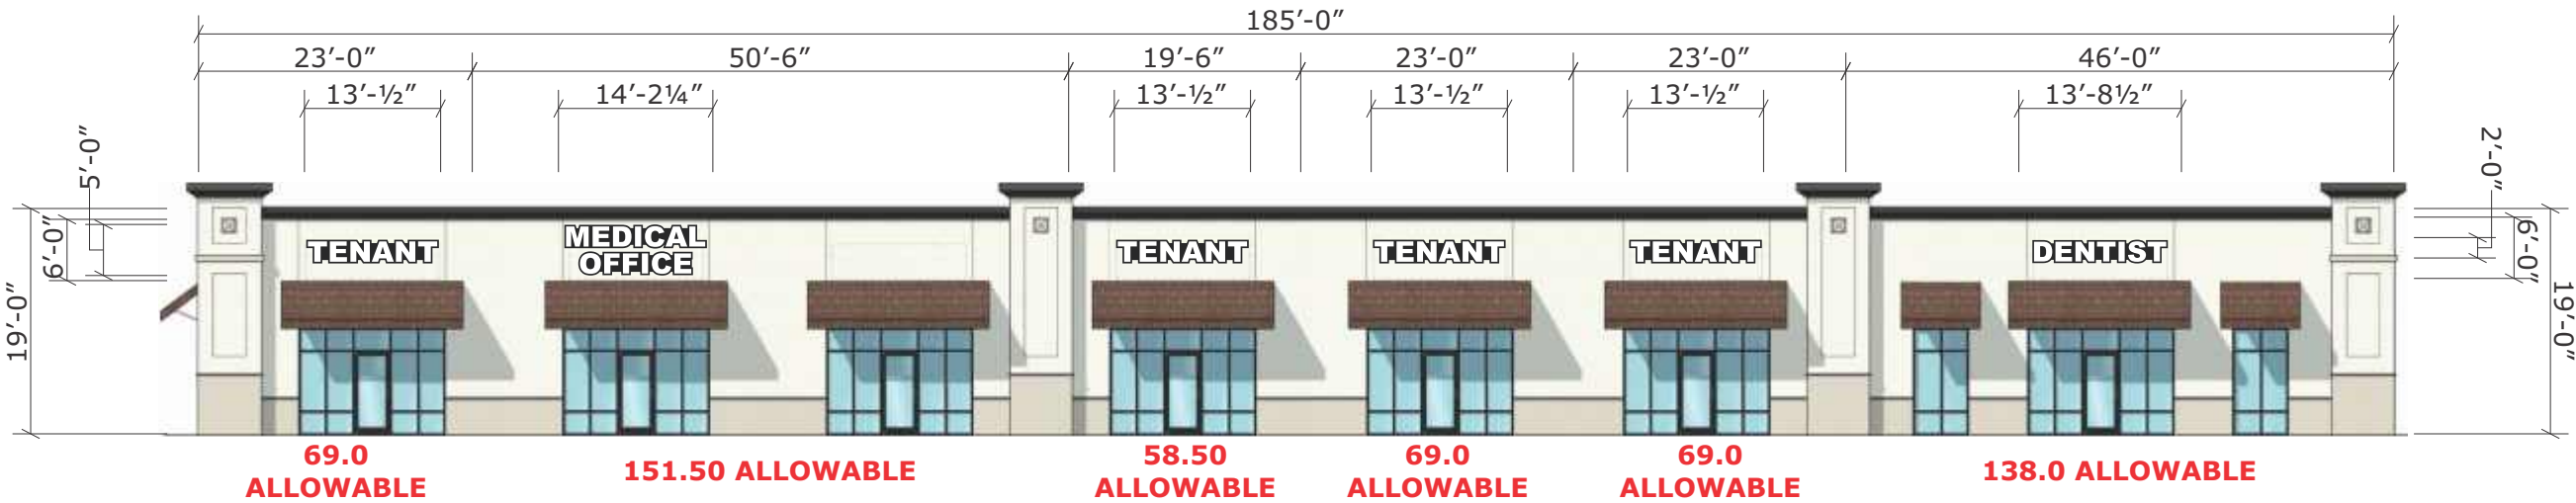 185′-0″
23′-0″ 50′-6″ 19′-6″ 23′-0″ 23′-0″ 46′-0″
13′-½″ 14′-2¼″ 13′-½″ 13′-½″ 13′-½″ 13′-8½″
5′-0″
6′-0″
19′-0″
2′-0″
6′-0″
19′-0″
TENANT
MEDICAL
OFFICE
TENANT
TENANT
TENANT
DENTIST
69.0
ALLOWABLE
151.50 ALLOWABLE
58.50
ALLOWABLE
69.0
ALLOWABLE
69.0
ALLOWABLE
138.0 ALLOWABLE